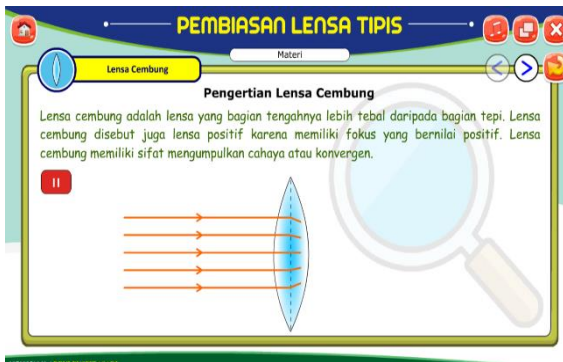 PEMBIASAN LENSA TIPIS
Materi
Lensa Cembung
Pengertian Lensa Cembung
Lensa cembung adalah lensa yang bagian tengahnya lebih tebal daripada bagian tepi. Lensa
cembung disebut juga lensa positif karena memiliki fokus yang bernilai positif. Lensa
cembung memiliki sifat mengumpulkan cahaya atau konvergen.